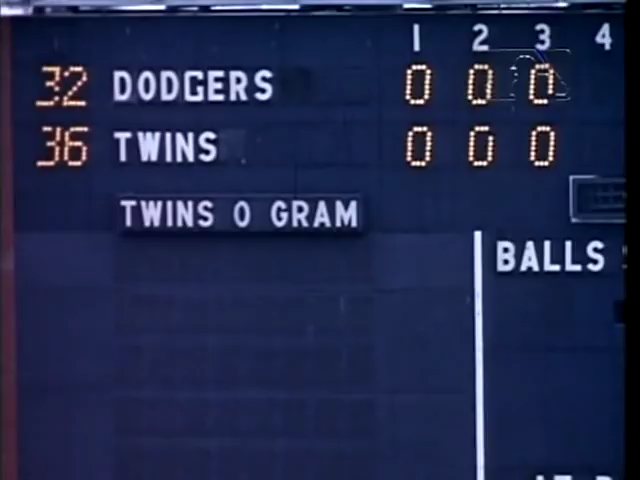 1 2 3 4
32 DODGERS 0 0 0
36 TWINS 0 0 0
TWINS O GRAM
BALLS